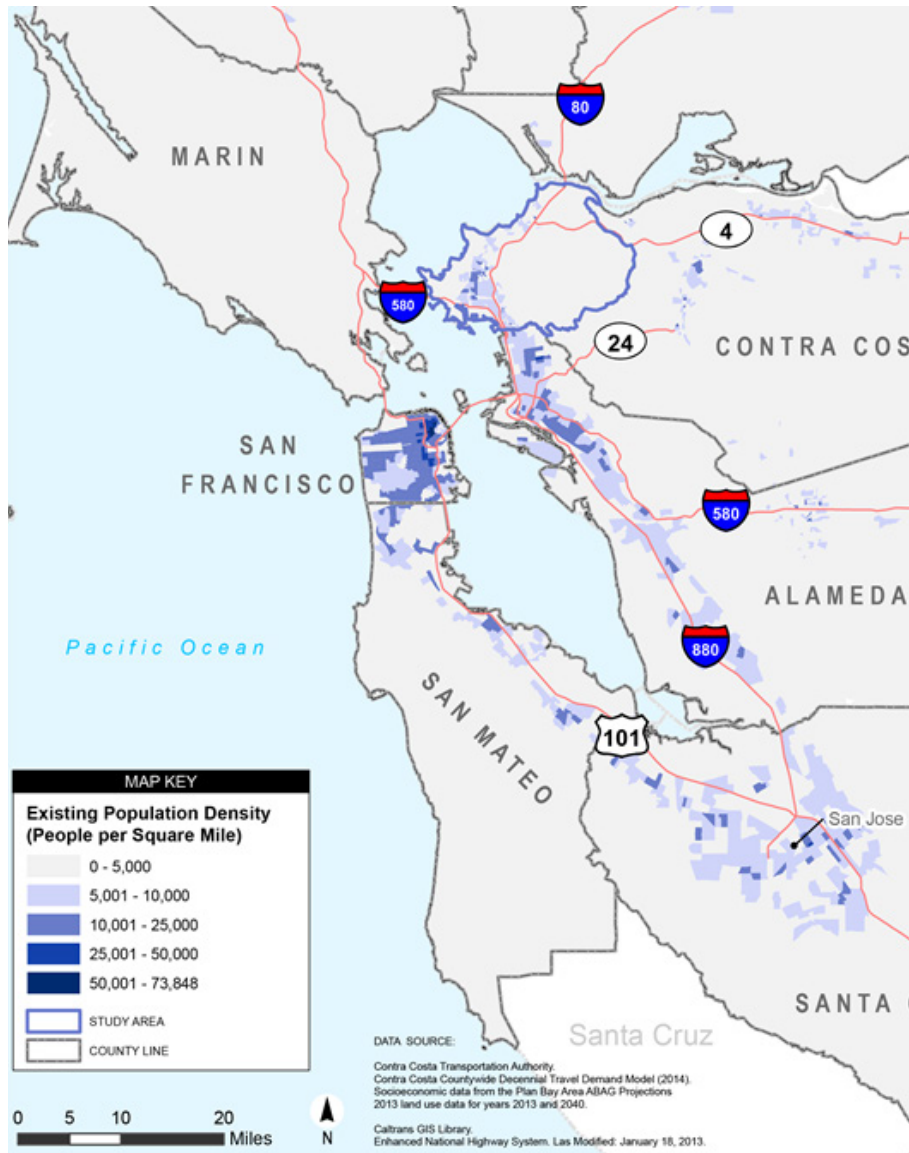 80
MARIN
4
580
24
CONTRA COS
SAN
FRANCISCO
580
ALAMEDA
Pacific Ocean
880
SAN MATEO
101
MAP KEY
Existing Population Density
(People per Square Mile)
0 - 5,000
5,001 - 10,000
10,001 - 25,000
25,001 - 50,000
50,001 - 73,848
STUDY AREA
COUNTY LINE
San Jose
SANTA
Santa Cruz
DATA SOURCE:
Contra Costa Transportation Authority.
Contra Costa Countywide Decennial Travel Demand Model (2014).
Socioeconomic data from the Plan Bay Area ABAG Projections
2013 land use data for years 2013 and 2040.
Caltrans GIS Library.
Enhanced National Highway System. Las Modified: January 18, 2013.
0 5 10 20
Miles
N